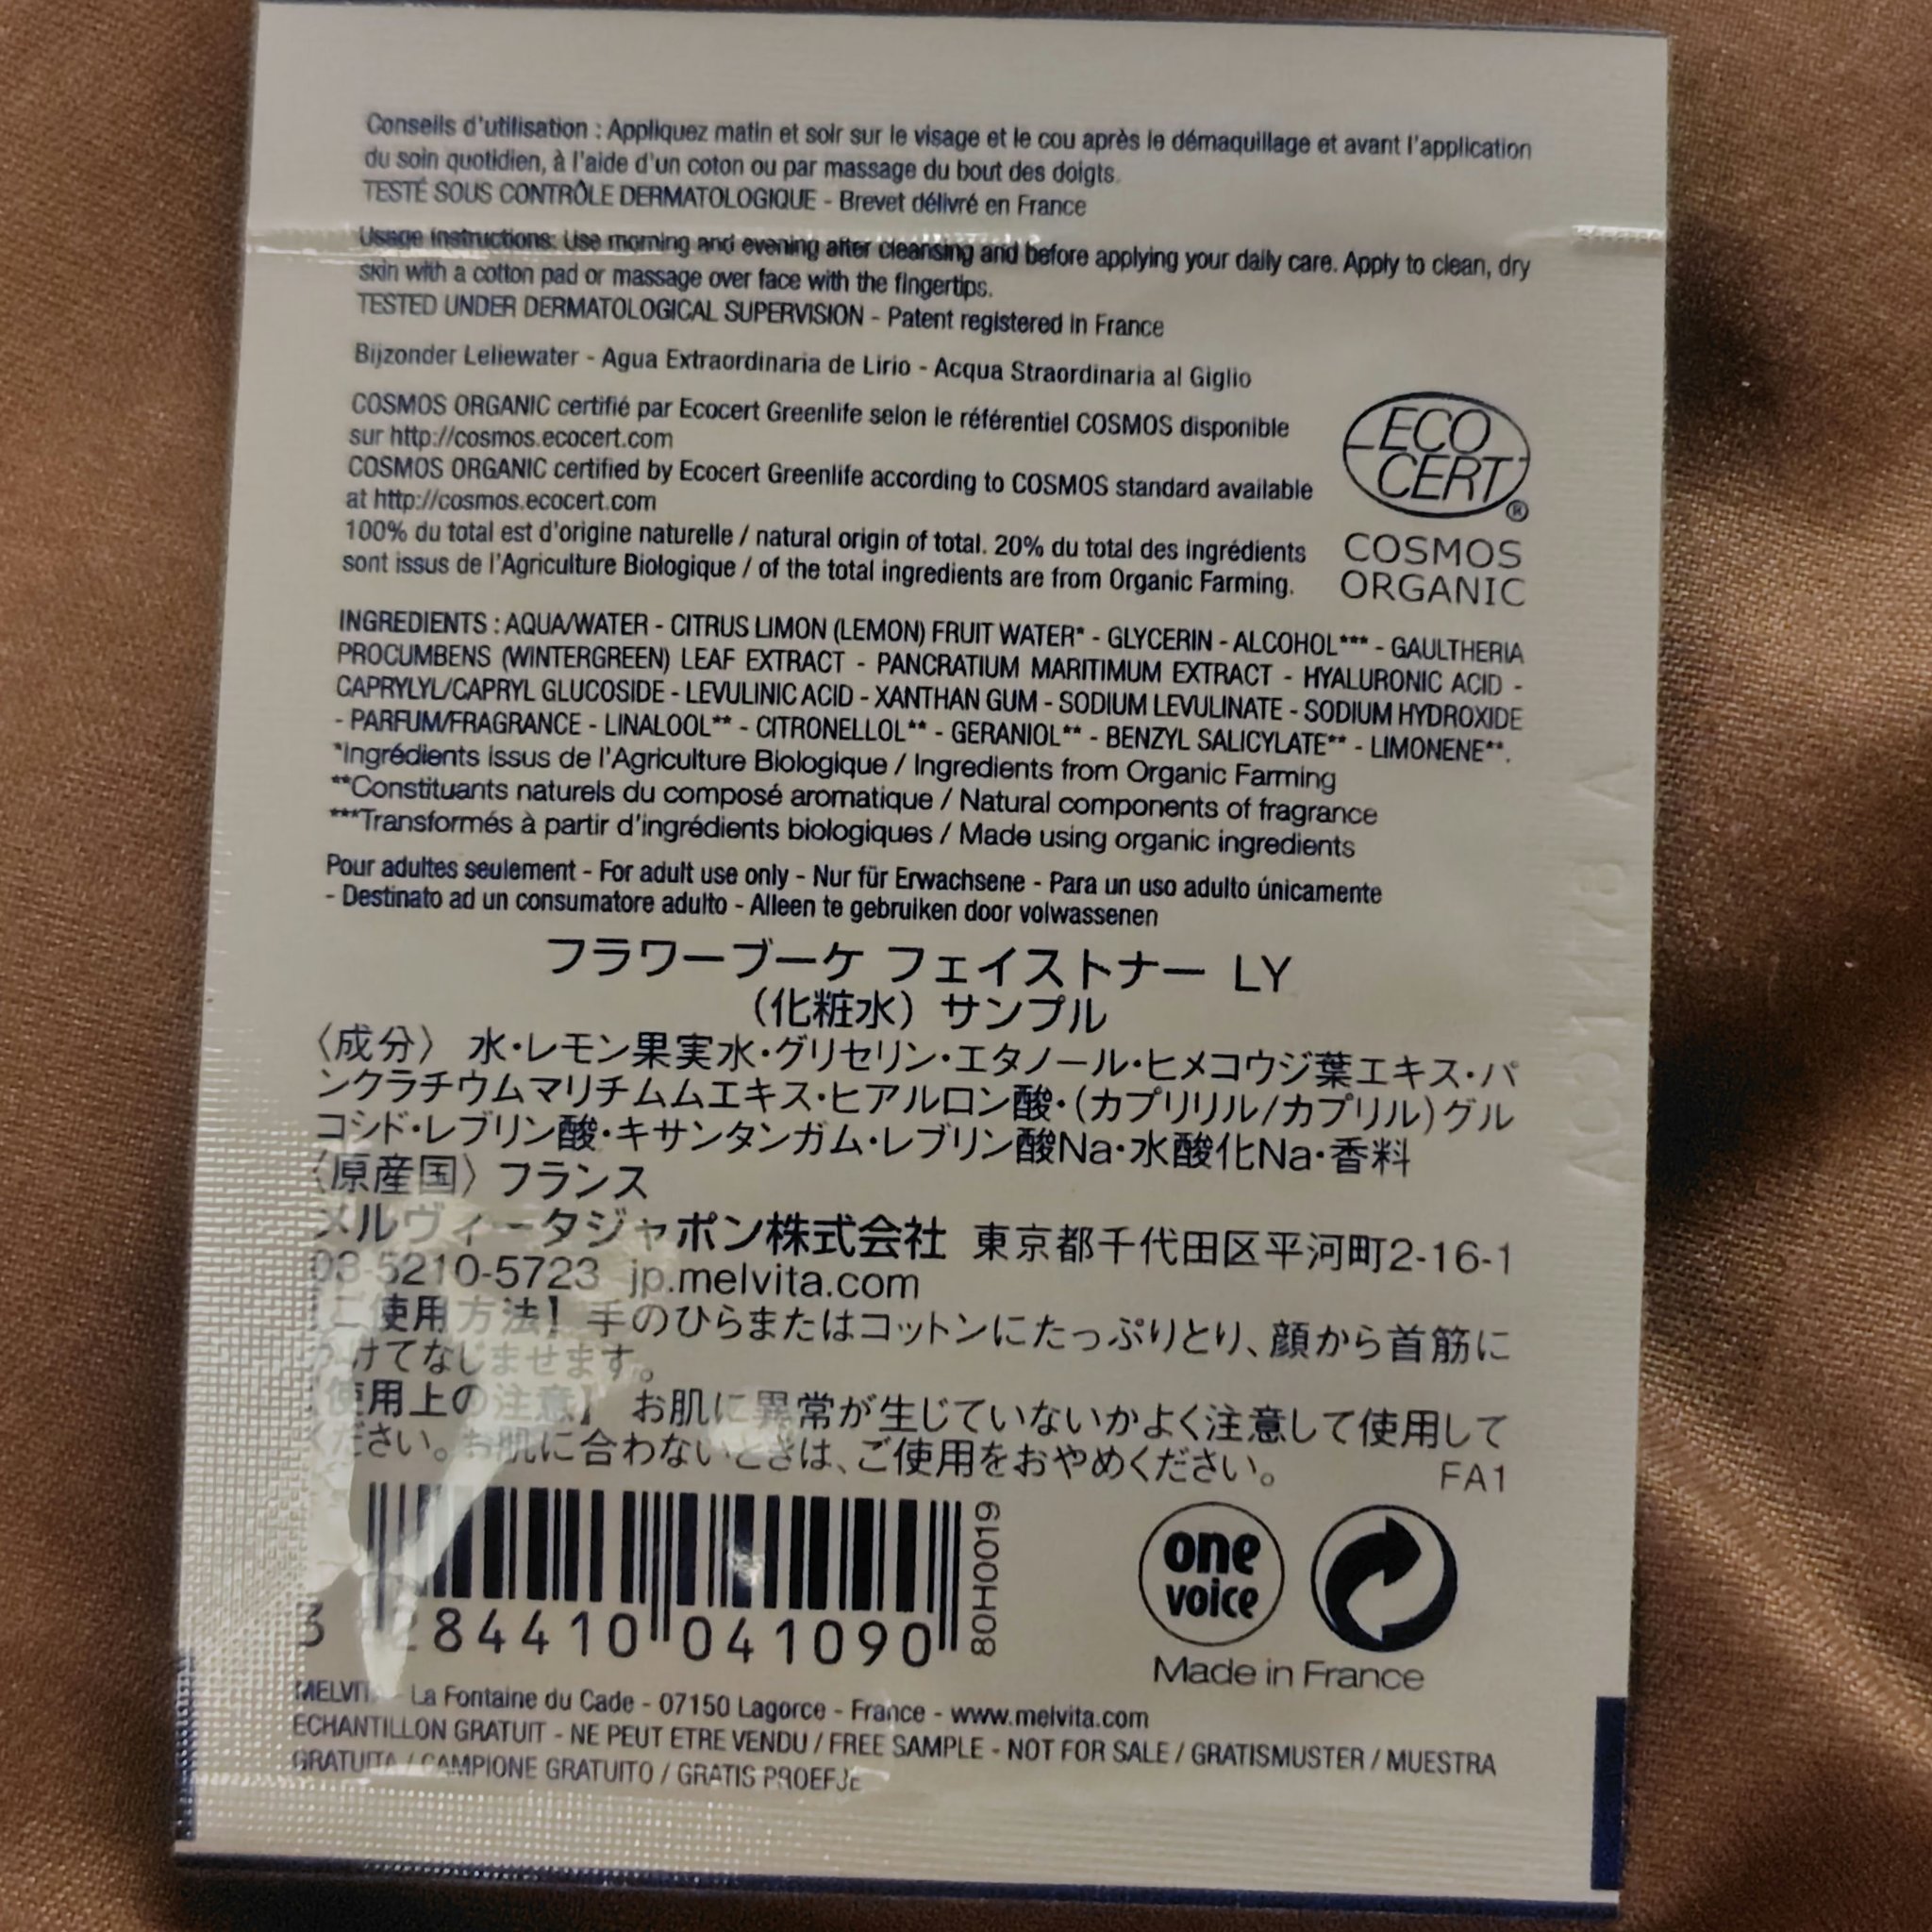 Conseils d'utilisation : Appliquez matin et soir sur le visage et le cou après le démaquillage et avant l'application
du soin quotidien, à l'aide d'un coton ou par massage du bout des doigts.
TESTÉ SOUS CONTRÔLE DERMATOLOGIQUE - Brevet délivré en France
Usage instructions: Use morning and evening after cleansing and before applying your daily care. Apply to clean, dry
skin with a cotton pad or massage over face with the fingertips.
TESTED UNDER DERMATOLOGICAL SUPERVISION - Patent registered in France
Bijzonder Leliewater - Agua Extraordinaria de Lirio - Acqua Straordinaria al Giglio
COSMOS ORGANIC certifié par Ecocert Greenlife selon le référentiel COSMOS disponible
sur http://cosmos.ecocert.com
COSMOS ORGANIC certified by Ecocert Greenlife according to COSMOS standard available
at http://cosmos.ecocert.com
100% du total est d'origine naturelle / natural origin of total. 20% du total des ingrédients
sont issus de l'Agriculture Biologique / of the total ingredients are from Organic Farming.
ECO
CERT®
COSMOS
ORGANIC
INGREDIENTS : AQUA/WATER - CITRUS LIMON (LEMON) FRUIT WATER* - GLYCERIN - ALCOHOL*** - GAULTHERIA
PROCUMBENS (WINTERGREEN) LEAF EXTRACT - PANCRATIUM MARITIMUM EXTRACT - HYALURONIC ACID -
CAPRYLYL/CAPRYL GLUCOSIDE - LEVULINIC ACID - XANTHAN GUM - SODIUM LEVULINATE - SODIUM HYDROXIDE
- PARFUM/FRAGRANCE - LINALOOL** - CITRONELLOL** - GERANIOL** - BENZYL SALICYLATE** - LIMONENE**.
*Ingrédients issus de l'Agriculture Biologique / Ingredients from Organic Farming
**Constituants naturels du composé aromatique / Natural components of fragrance
***Transformés à partir d'ingrédients biologiques / Made using organic ingredients
Pour adultes seulement - For adult use only - Nur für Erwachsene - Para un uso adulto únicamente
- Destinato ad un consumatore adulto - Alleen te gebruiken door volwassenen
フラワーブーケ フェイストナー LY
（化粧水）サンプル
〈成分〉 水・レモン果実水・グリセリン・エタノール・ヒメコウジ葉エキス・パ
ンクラチウムマリチムムエキス・ヒアルロン酸・(カプリリル/カプリル)グル
コシド・レブリン酸・キサンタンガム・レブリン酸Na・水酸化Na・香料
〈原産国〉フランス
メルヴィータジャポン株式会社 東京都千代田区平河町2-16-1
03-5210-5723 jp.melvita.com
【ご使用方法】手のひらまたはコットンにたっぷりとり、顔から首筋に
かけてなじませます。
【使用上の注意】 お肌に異常が生じていないかよく注意して使用して
ください。お肌に合わないときは、ご使用をおやめください。
FA1
3 284410 041090
80H0019
one
voice
Made in France
MELVITA - La Fontaine du Cade - 07150 Lagorce - France - www.melvita.com
ECHANTILLON GRATUIT - NE PEUT ETRE VENDU / FREE SAMPLE - NOT FOR SALE / GRATISMUSTER / MUESTRA
GRATUITA / CAMPIONE GRATUITO / GRATIS PROEFJE